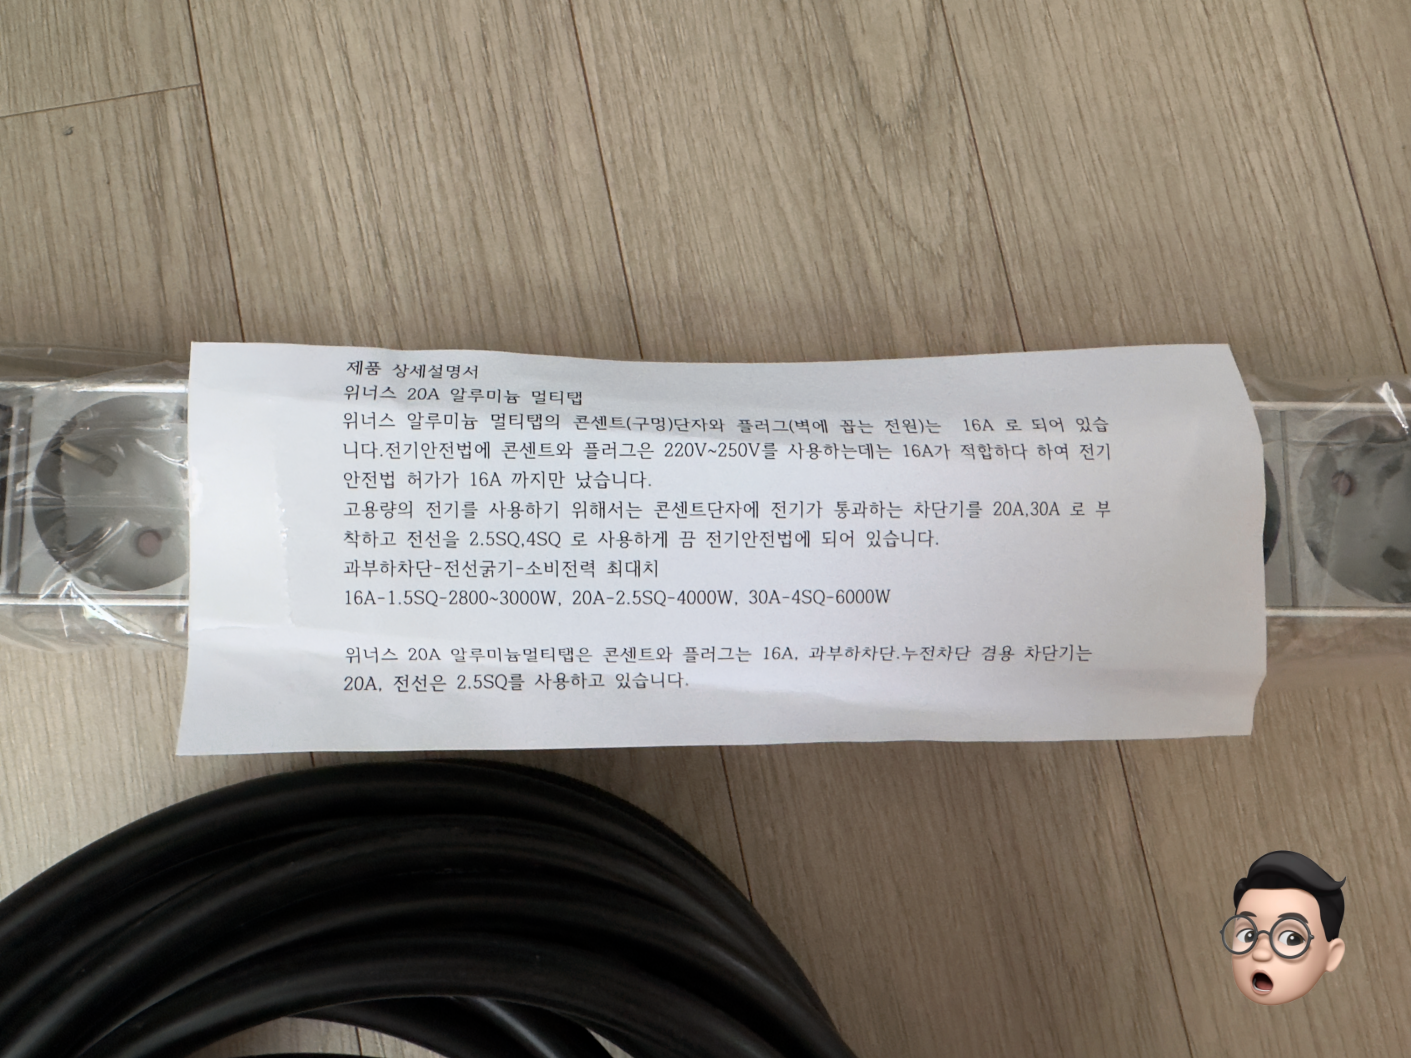 제품 상세설명서
위너스 20A 알루미늄 멀티탭
위너스 알루미늄 멀티탭의 콘센트(구멍)단자와 플러그(벽에 꼽는 전원)는 16A 로 되어 있습
니다.전기안전법에 콘센트와 플러그은 220V~250V를 사용하는데는 16A가 적합하다 하여 전기
안전법 허가가 16A 까지만 났습니다.
고용량의 전기를 사용하기 위해서는 콘센트단자에 전기가 통과하는 차단기를 20A,30A 로 부
착하고 전선을 2.5SQ,4SQ 로 사용하게 끔 전기안전법에 되어 있습니다.
과부하차단-전선굵기-소비전력 최대치
16A-1.5SQ-2800~3000W, 20A-2.5SQ-4000W, 30A-4SQ-6000W
위너스 20A 알루미늄멀티탭은 콘센트와 플러그는 16A, 과부하차단.누전차단 겸용 차단기는
20A, 전선은 2.5SQ를 사용하고 있습니다.